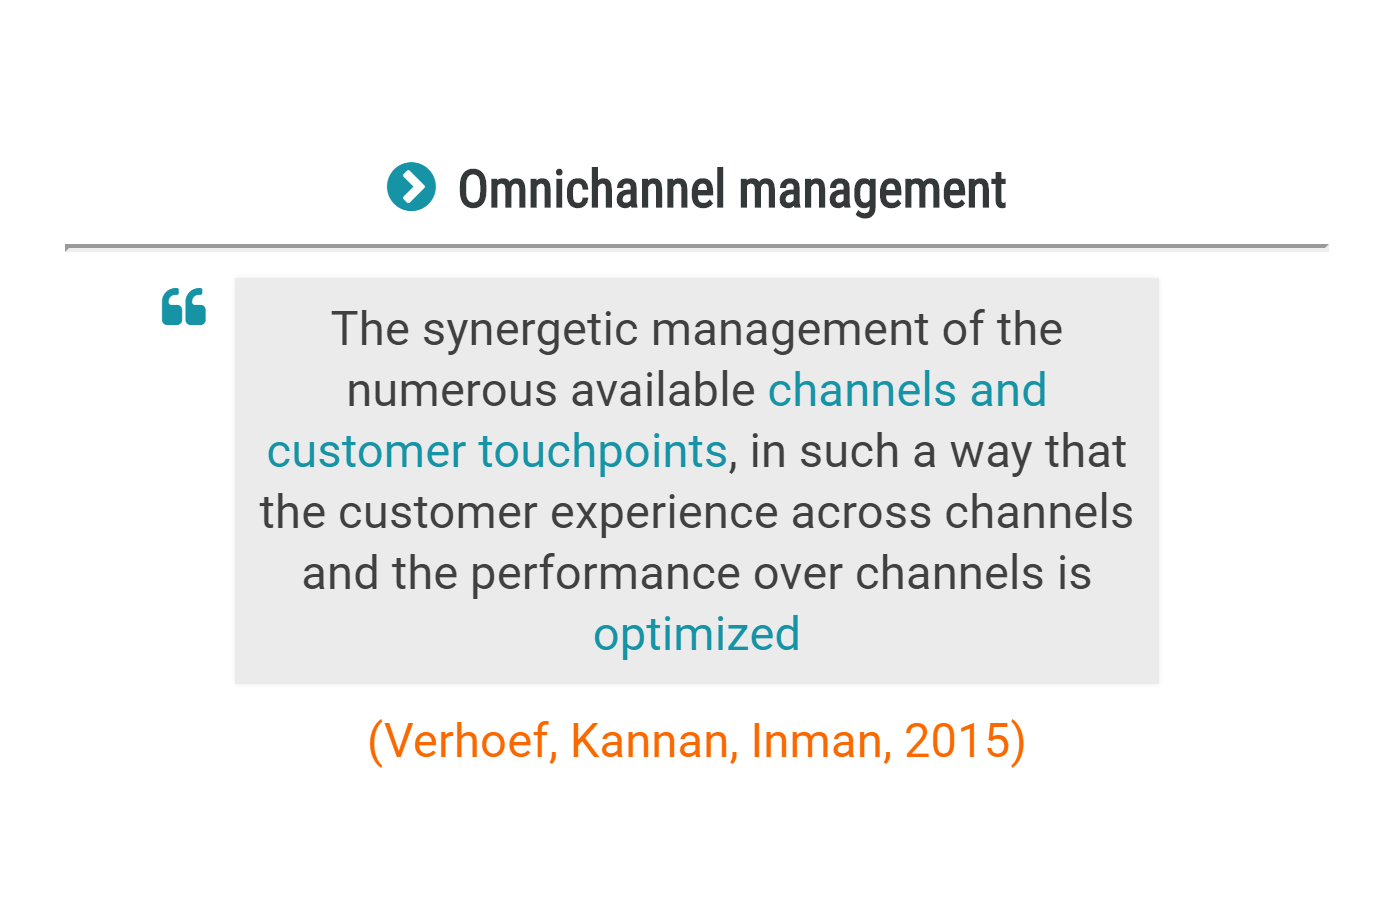 Omnichannel management
The synergetic management of the
numerous available channels and
customer touchpoints, in such a way that
the customer experience across channels
and the performance over channels is
optimized
(Verhoef, Kannan, Inman, 2015)